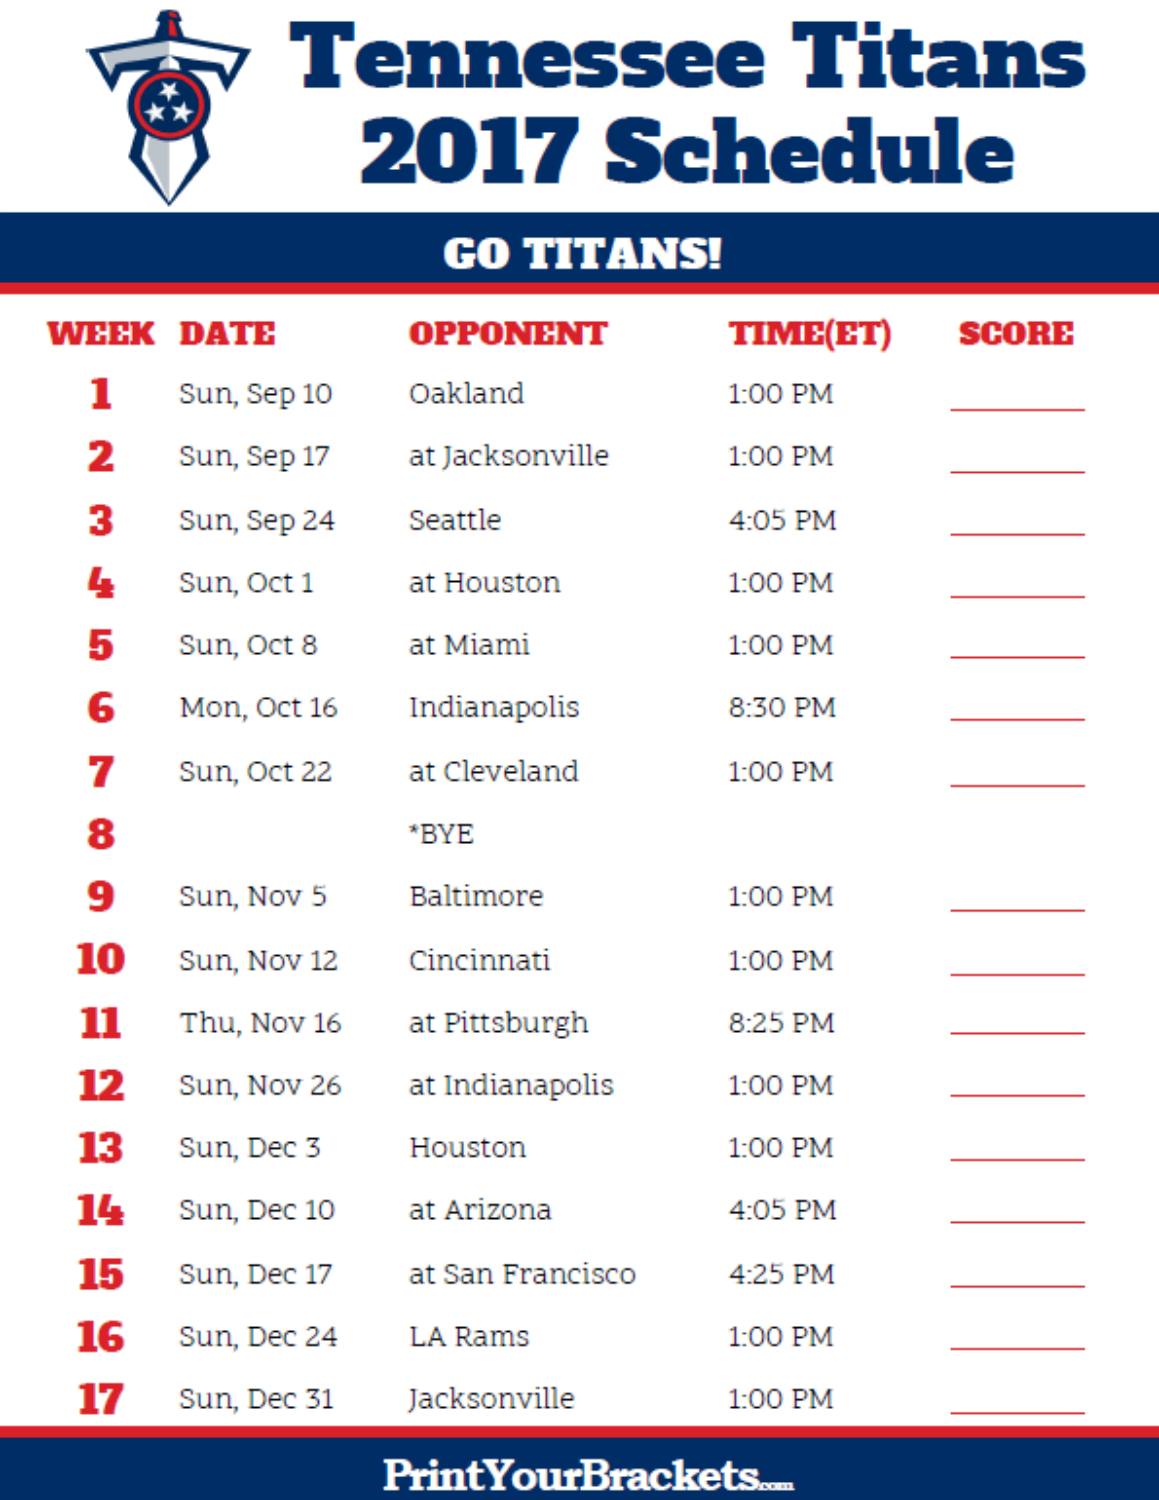 Tennessee Titans
2017 Schedule
GO TITANS!
WEEK DATE OPPONENT TIME(ET) SCORE
1 Sun, Sep 10 Oakland 1:00 PM
2 Sun, Sep 17 at Jacksonville 1:00 PM
3 Sun, Sep 24 Seattle 4:05 PM
4 Sun, Oct 1 at Houston 1:00 PM
5 Sun, Oct 8 at Miami 1:00 PM
6 Mon, Oct 16 Indianapolis 8:30 PM
7 Sun, Oct 22 at Cleveland 1:00 PM
8 *BYE
9 Sun, Nov 5 Baltimore 1:00 PM
10 Sun, Nov 12 Cincinnati 1:00 PM
11 Thu, Nov 16 at Pittsburgh 8:25 PM
12 Sun, Nov 26 at Indianapolis 1:00 PM
13 Sun, Dec 3 Houston 1:00 PM
14 Sun, Dec 10 at Arizona 4:05 PM
15 Sun, Dec 17 at San Francisco 4:25 PM
16 Sun, Dec 24 LA Rams 1:00 PM
17 Sun, Dec 31 Jacksonville 1:00 PM
PrintYourBrackets.com